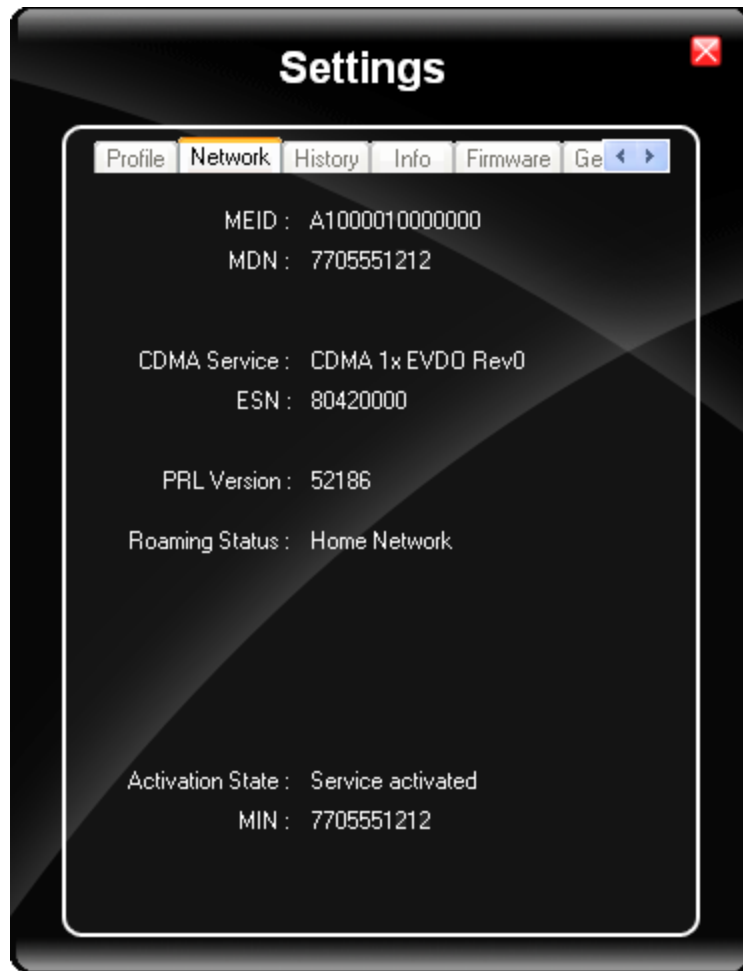 Settings
Profile Network History Info Firmware Ge
MEID : A1000010000000
MDN : 7705551212
CDMA Service : CDMA 1x EVDO Rev0
ESN : 80420000
PRL Version : 52186
Roaming Status : Home Network
Activation State : Service activated
MIN : 7705551212